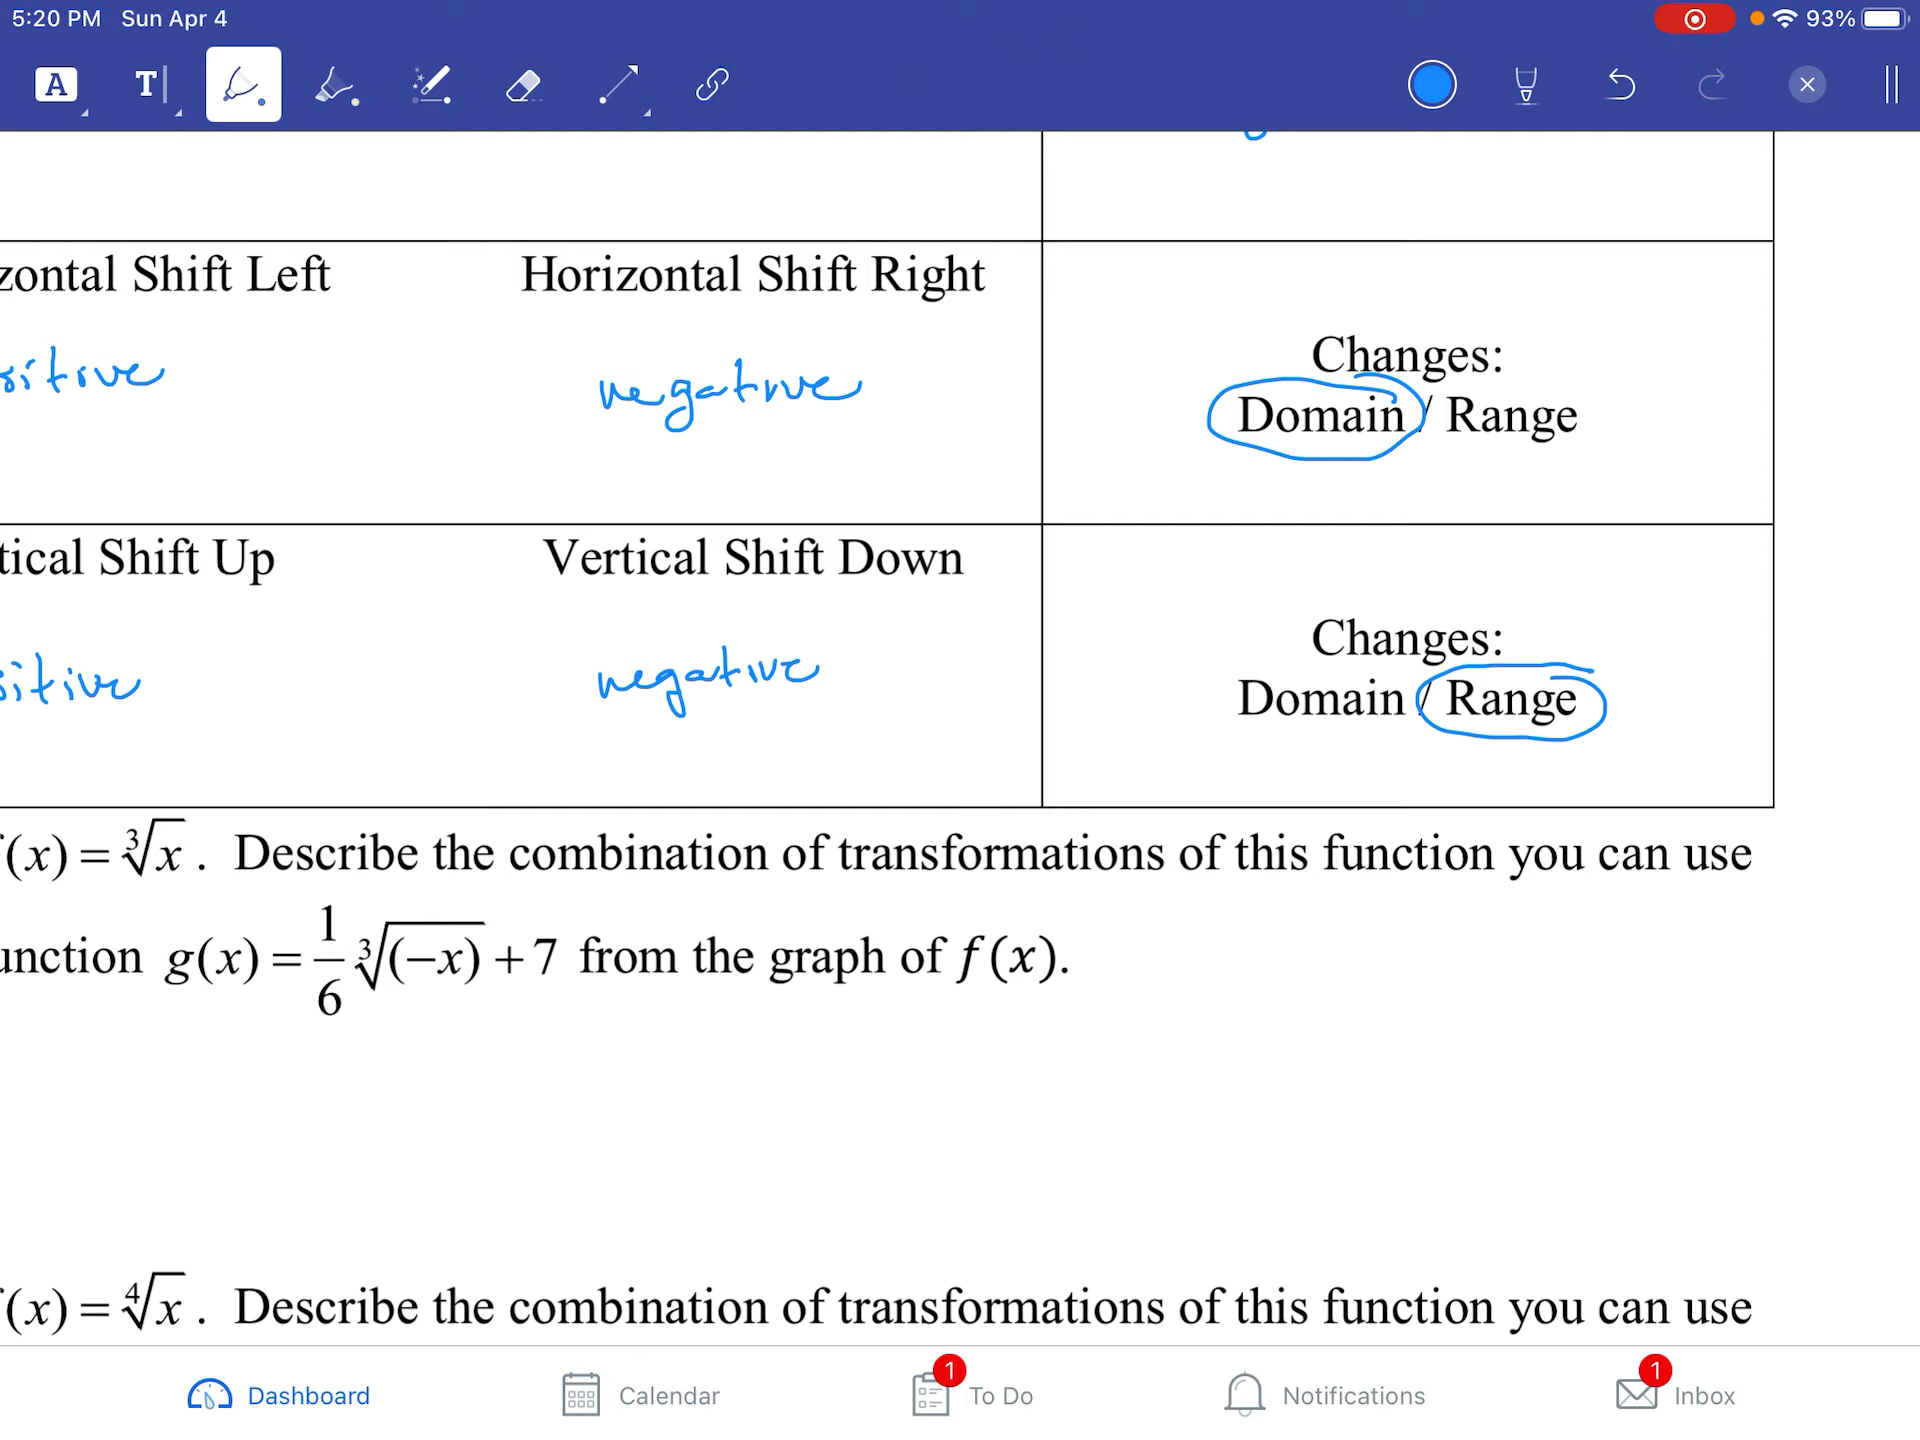 5:20 PM Sun Apr 4
93%
A
T
zontal Shift Left Horizontal Shift Right
sitive negative
Changes:
Domain / Range
tical Shift Up Vertical Shift Down
sitive negative
Changes:
Domain / Range
f(x) = ∛x . Describe the combination of transformations of this function you can use
unction g(x) = 1/6 ∛(−x) + 7 from the graph of f(x).
f(x) = ∜x . Describe the combination of transformations of this function you can use
Dashboard
Calendar
1
To Do
Notifications
1
Inbox